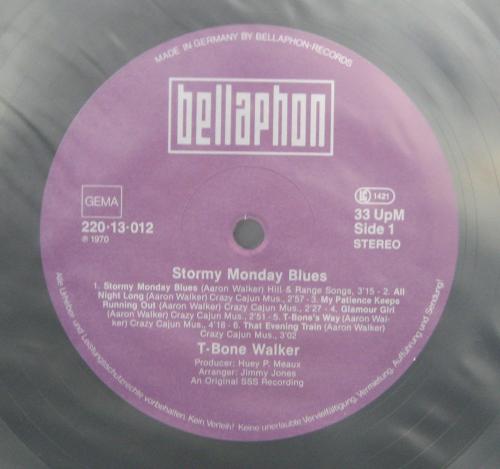 MADE IN GERMANY BY BELLAPHON-RECORDS
bellaphon
GEMA
220·13·012
℗ 1970
LC 1421
33 UpM
Side 1
STEREO
Stormy Monday Blues
1. Stormy Monday Blues (Aaron Walker) Hill & Range Songs, 3'15 - 2. All
Night Long (Aaron Walker) Crazy Cajun Mus., 2'57 - 3. My Patience Keeps
Running Out (Aaron Walker) Crazy Cajun Mus., 2'27 - 4. Glamour Girl
(Aaron Walker) Crazy Cajun Mus., 2'51 - 5. T-Bone's Way (Aaron Wal-
ker) Crazy Cajun Mus., 4'16 - 6. That Evening Train (Aaron Walker)
Crazy Cajun Mus., 3'02
T-Bone Walker
Producer: Huey P. Meaux
Arranger: Jimmy Jones
An Original SSS Recording
Alle Urheber und Leistungsschutzrechte vorbehalten. Kein Verleih! Keine unerlaubte Vervielfältigung, Vermietung, Aufführung und Sendung!